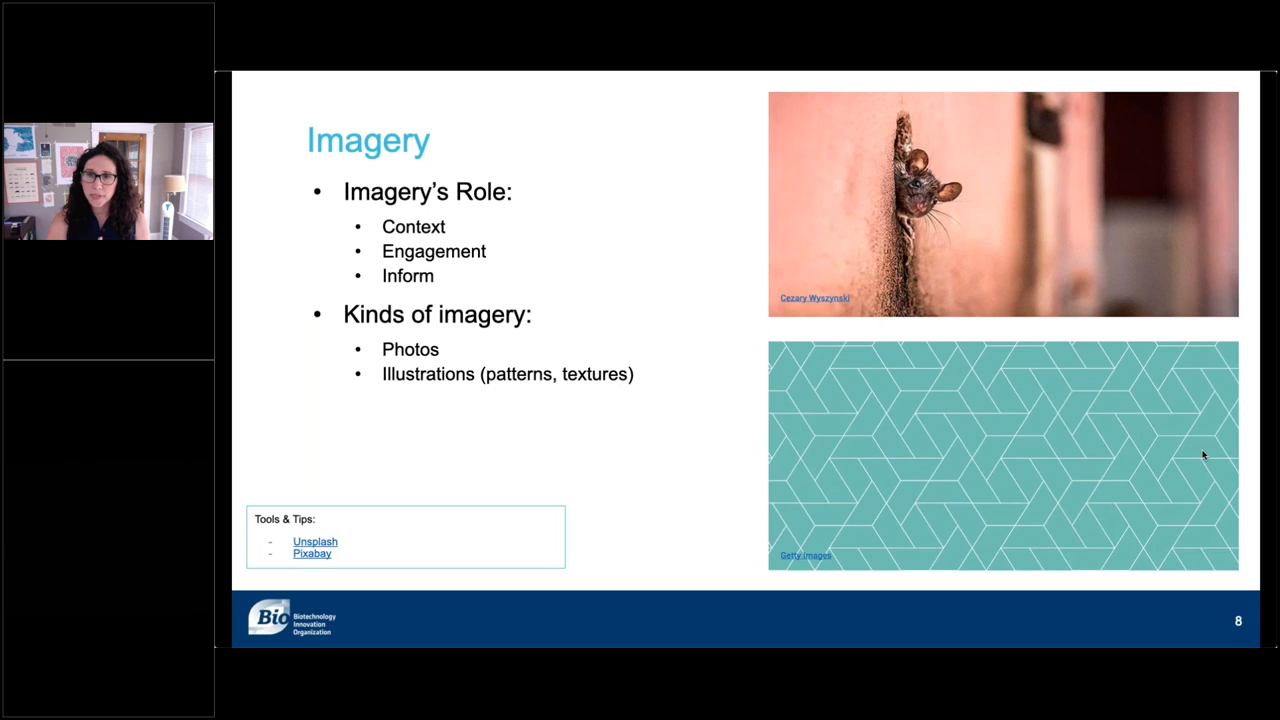 Imagery
• Imagery’s Role:
• Context
• Engagement
• Inform
• Kinds of imagery:
• Photos
• Illustrations (patterns, textures)
Cezary Wyszynski
Getty Images
Tools & Tips:
- Unsplash
- Pixabay
Bio
Biotechnology
Innovation
Organization
8